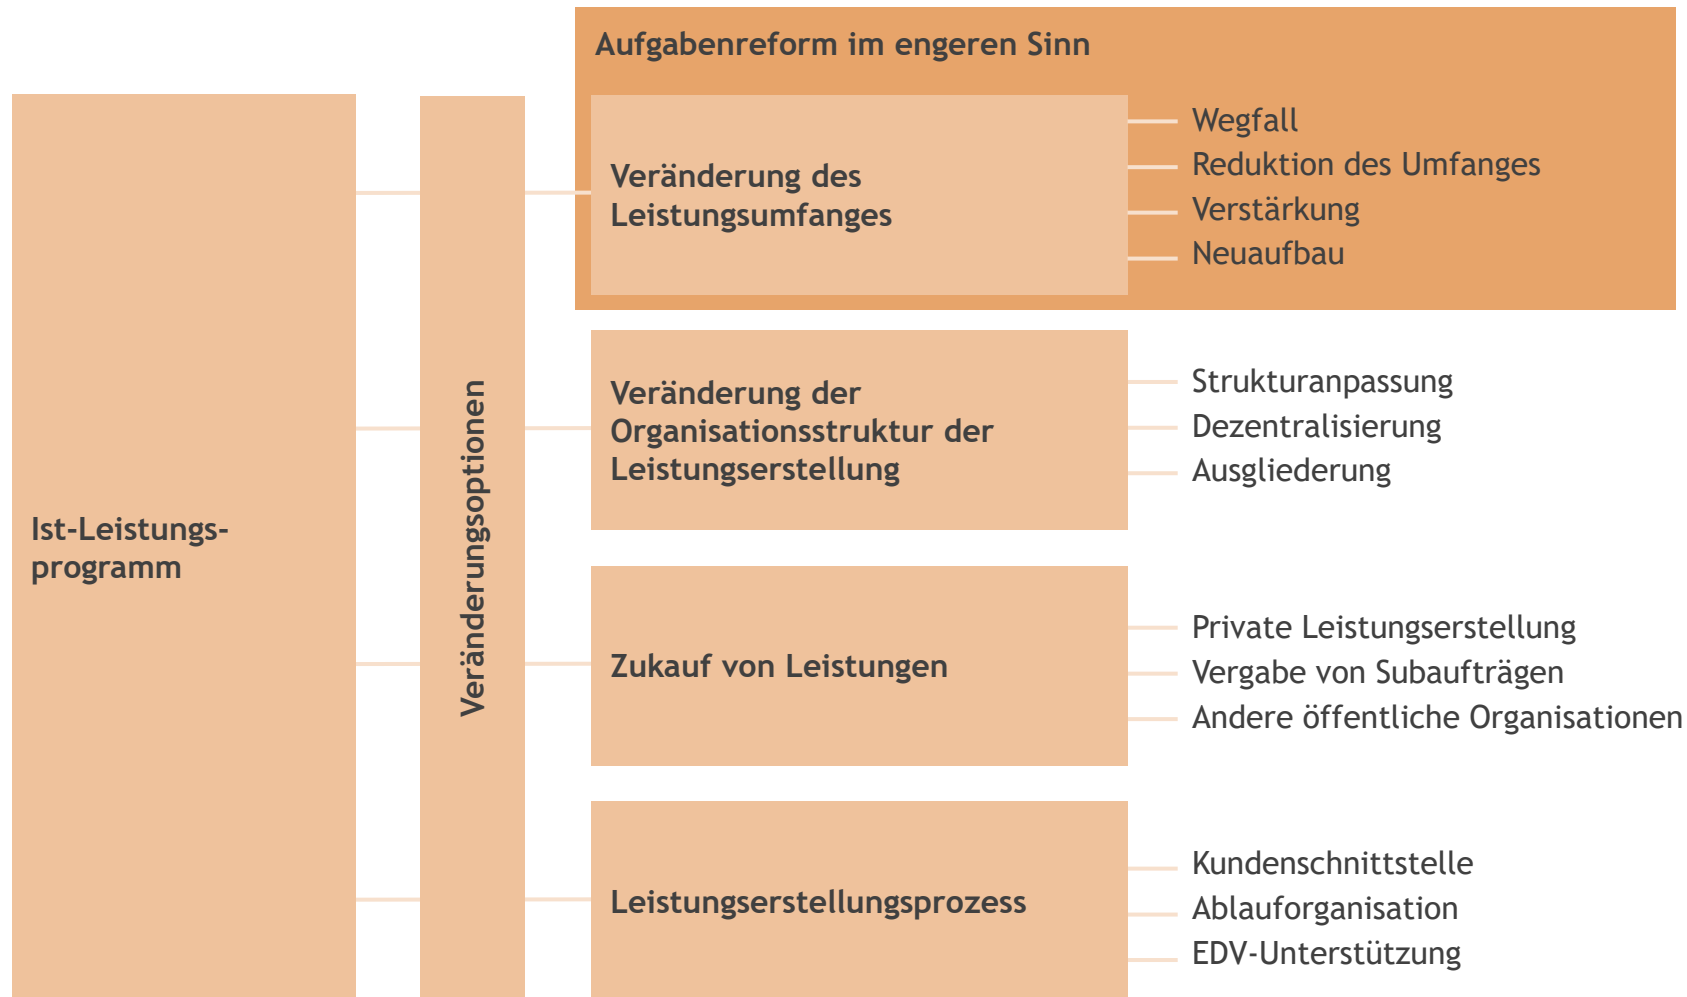 Aufgabenreform im engeren Sinn
Ist-Leistungs-
programm
Veränderungsoptionen
Veränderung des
Leistungsumfanges
Wegfall
Reduktion des Umfanges
Verstärkung
Neuaufbau
Veränderung der
Organisationsstruktur der
Leistungserstellung
Strukturanpassung
Dezentralisierung
Ausgliederung
Zukauf von Leistungen
Private Leistungserstellung
Vergabe von Subaufträgen
Andere öffentliche Organisationen
Leistungserstellungsprozess
Kundenschnittstelle
Ablauforganisation
EDV-Unterstützung